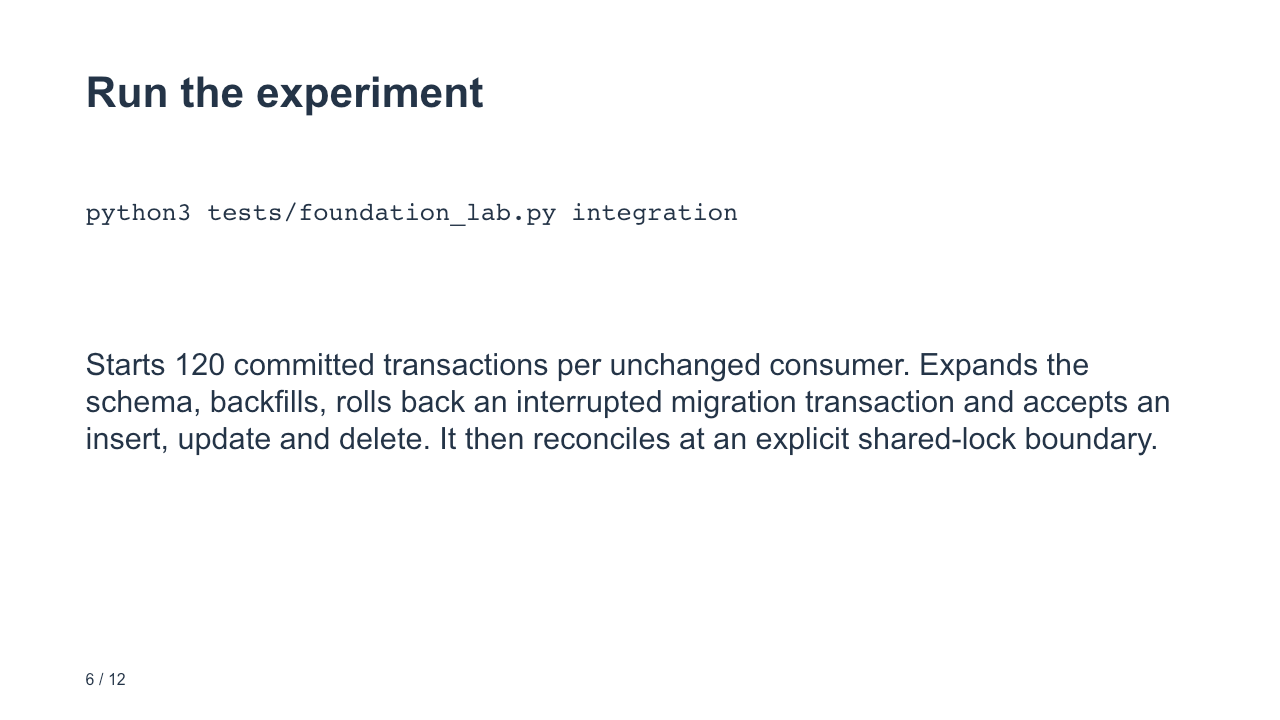 Run the experiment
python3 tests/foundation_lab.py integration
Starts 120 committed transactions per unchanged consumer. Expands the
schema, backfills, rolls back an interrupted migration transaction and accepts an
insert, update and delete. It then reconciles at an explicit shared-lock boundary.
6 / 12